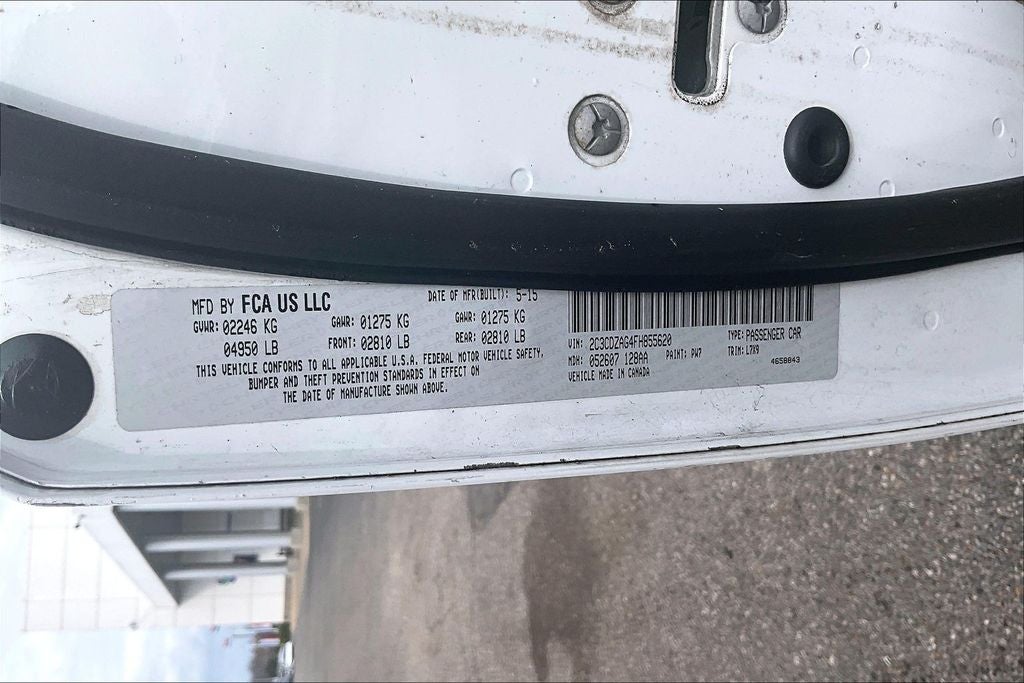 MFD BY FCA US LLC
DATE OF MFR(BUILT): 5-15
GVWR: 02246 KG GAWR: 01275 KG GAWR: 01275 KG
04950 LB FRONT: 02810 LB REAR: 02810 LB
THIS VEHICLE CONFORMS TO ALL APPLICABLE U.S.A. FEDERAL MOTOR VEHICLE SAFETY,
BUMPER AND THEFT PREVENTION STANDARDS IN EFFECT ON
THE DATE OF MANUFACTURE SHOWN ABOVE.
VIN: 2C3CDZAG4FH855620 TYPE: PASSENGER CAR
MDH: 052607 128AA PAINT: PW7 TRIM: L7X9
VEHICLE MADE IN CANADA 4658843